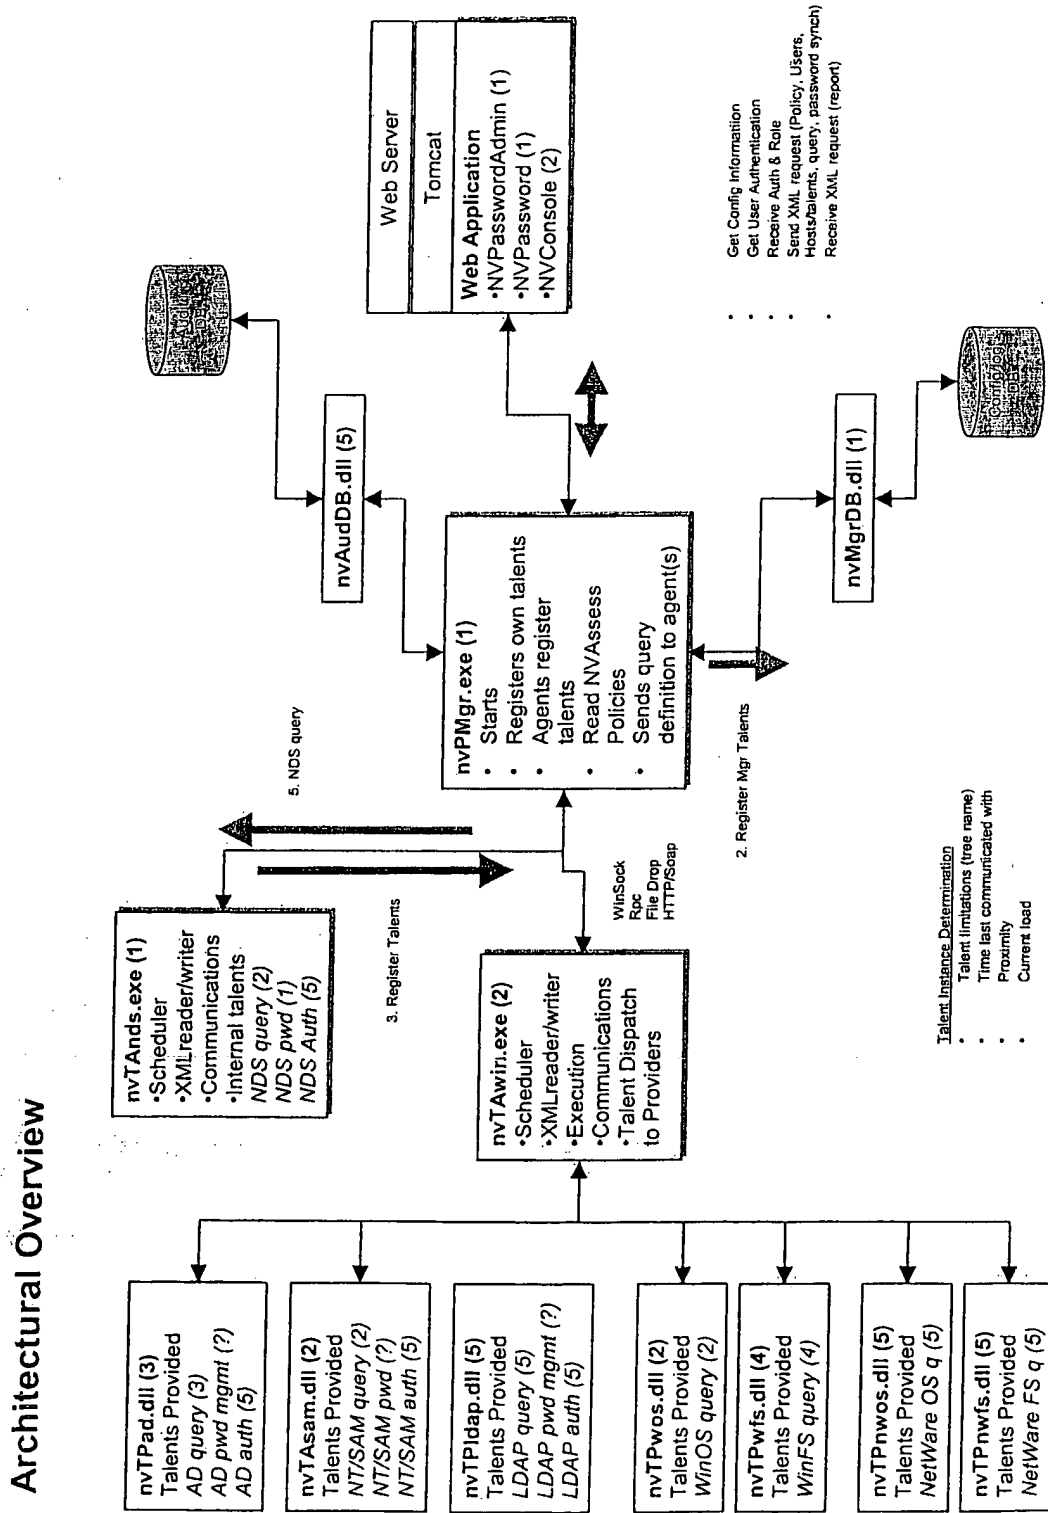 Architectural Overview
nvTPad.dll (3)
Talents Provided
AD query (3)
AD pwd mgmt (?)
AD auth (5)
nvTAsam.dll (2)
Talents Provided
NT/SAM query (2)
NT/SAM pwd (?)
NT/SAM auth (5)
nvTPldap.dll (5)
Talents Provided
LDAP query (5)
LDAP pwd mgmt (?)
LDAP auth (5)
nvTPwos.dll (2)
Talents Provided
WinOS query (2)
nvTPwfs.dll (4)
Talents Provided
WinFS query (4)
nvTPnwos.dll (5)
Talents Provided
NetWare OS q (5)
nvTPnwfs.dll (5)
Talents Provided
NetWare FS q (5)
nvTAnds.exe (1)
•Scheduler
•XMLreader/writer
•Communications
•Internal talents
NDS query (2)
NDS pwd (1)
NDS Auth (5)
3. Register Talents
5. NDS query
nvTAwin.exe (2)
•Scheduler
•XMLreader/writer
•Execution
•Communications
•Talent Dispatch
to Providers
WinSock
Rpc
File Drop
HTTP/Soap
Talent Instance Determination
• Talent limitations (tree name)
• Time last communicated with
• Proximity
• Current load
nvPMgr.exe (1)
• Starts
• Registers own talents
• Agents register
talents
• Read NVAssess
Policies
• Sends query
definition to agent(s)
2. Register Mgr Talents
nvAudDB.dll (5)
nvMgrDB.dll (1)
Auditing
DB
Config/log
DB
Web Server
Tomcat
Web Application
•NVPasswordAdmin (1)
•NVPassword (1)
•NVConsole (2)
• Get Config Informatiion
• Get User Authentication
• Receive Auth & Role
• Send XML request (Policy, Users,
Hosts/talents, query, password synch)
• Receive XML request (report)